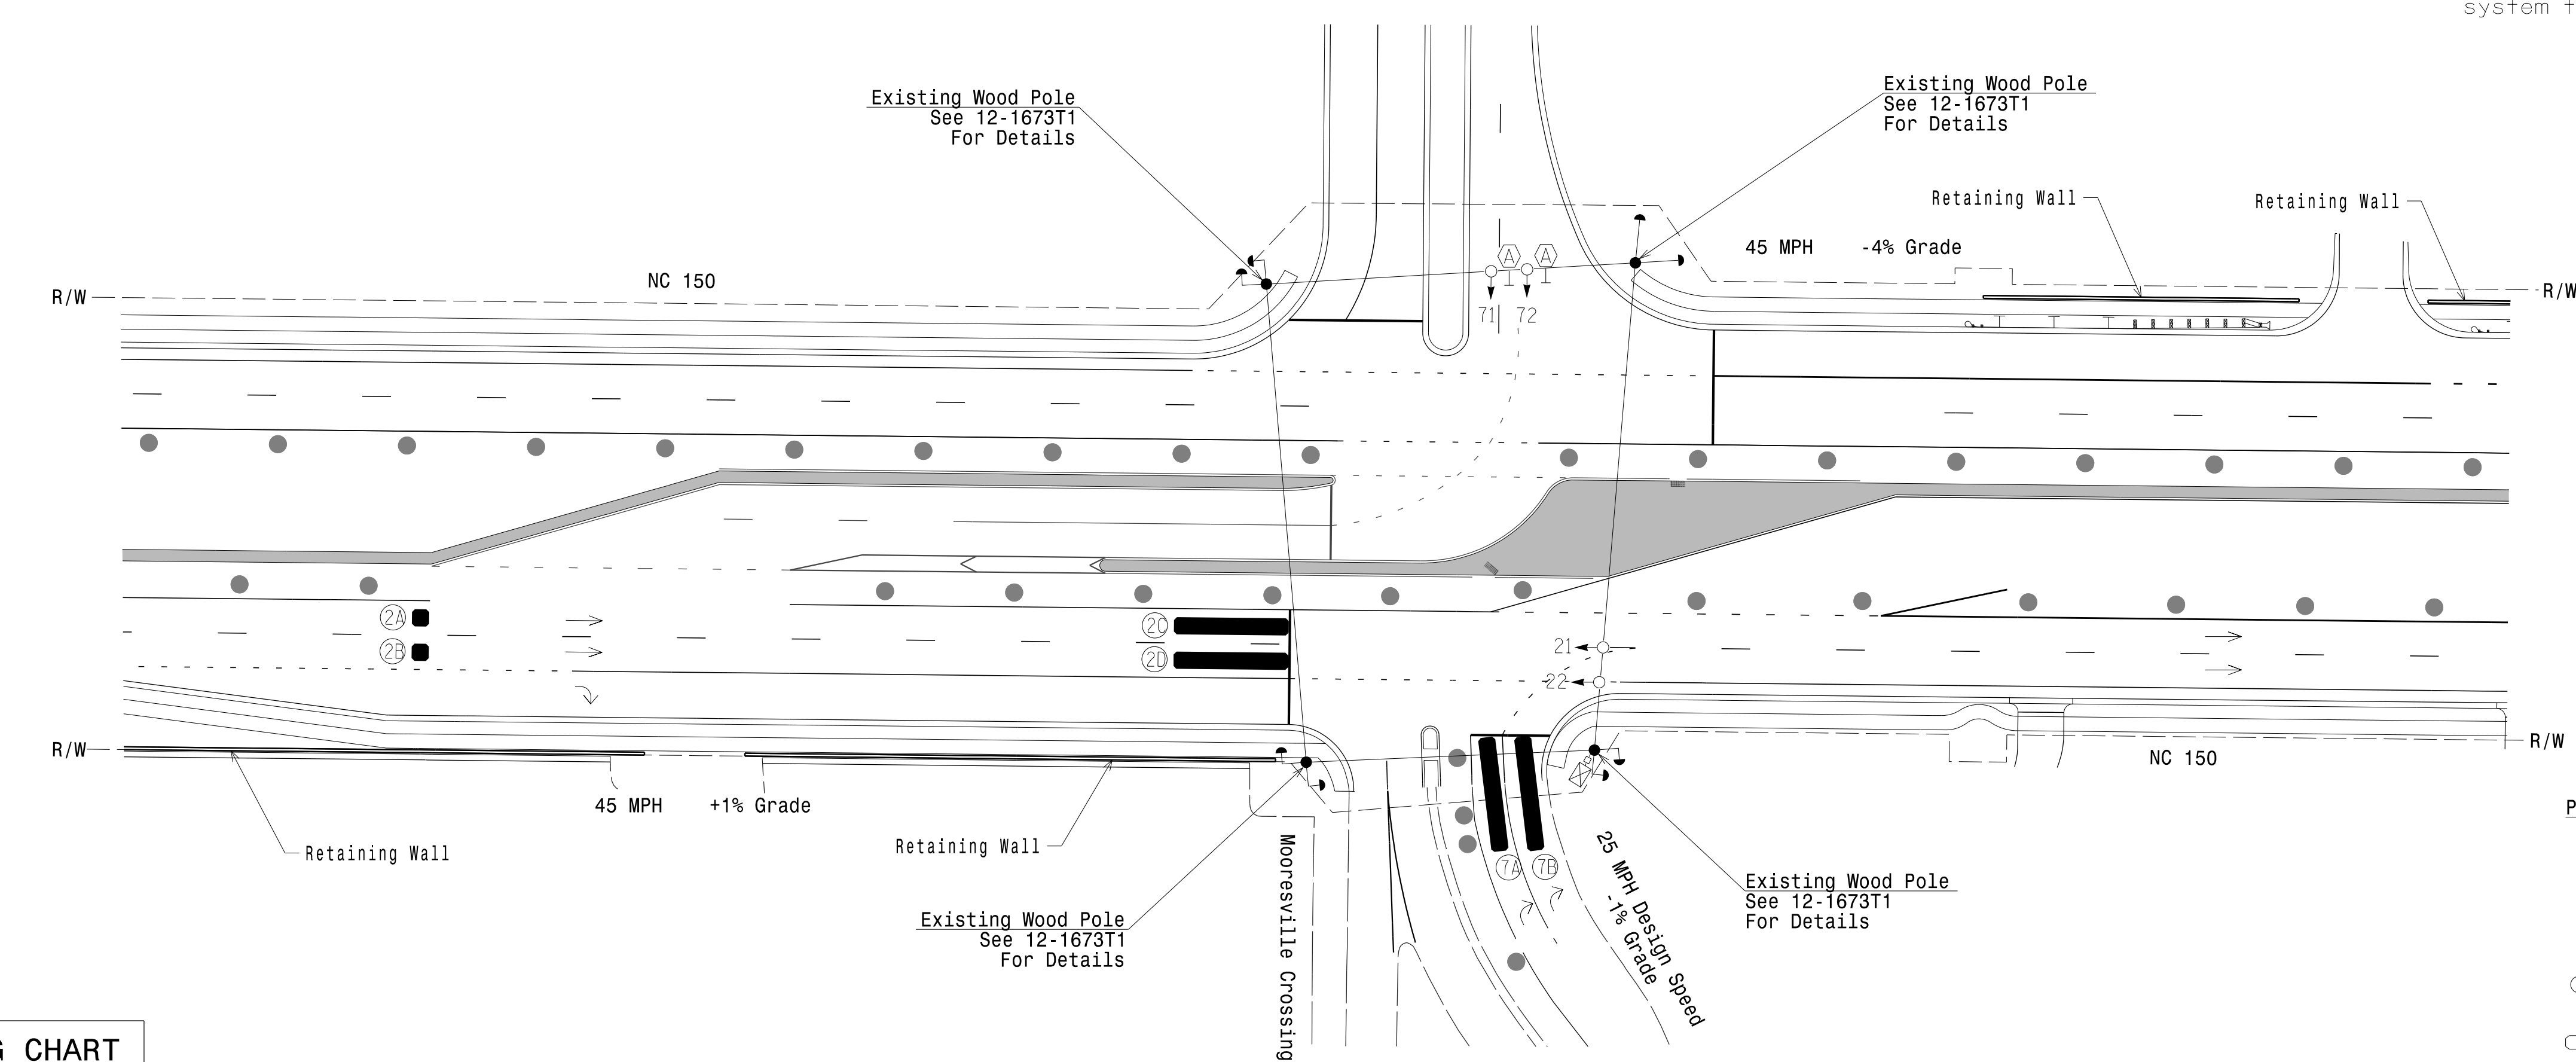 system t
Existing Wood Pole
See 12-1673T1
For Details
Existing Wood Pole
See 12-1673T1
For Details
Retaining Wall
Retaining Wall
45 MPH -4% Grade
NC 150
R/W
R/W
A A
71 72
2A
2B
2C
2D
21
22
R/W
R/W
NC 150
45 MPH +1% Grade
Retaining Wall
Retaining Wall
7A 7B
Mooresville Crossing
25 MPH Design Speed
-1% Grade
Existing Wood Pole
See 12-1673T1
For Details
Existing Wood Pole
See 12-1673T1
For Details
P
G CHART